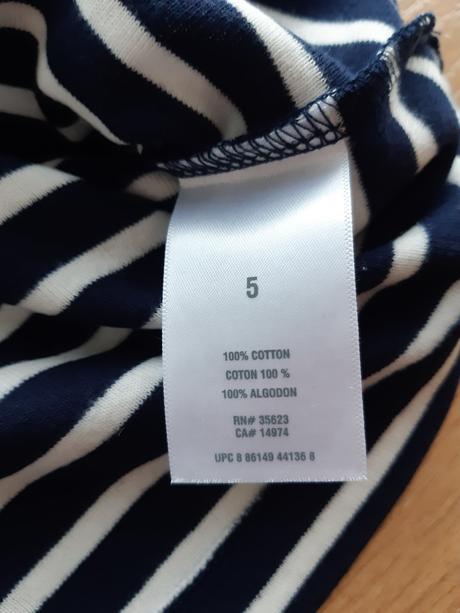 5
100% COTTON
COTON 100 %
100% ALGODON
RN# 35623
CA# 14974
UPC 8 86149 44136 8